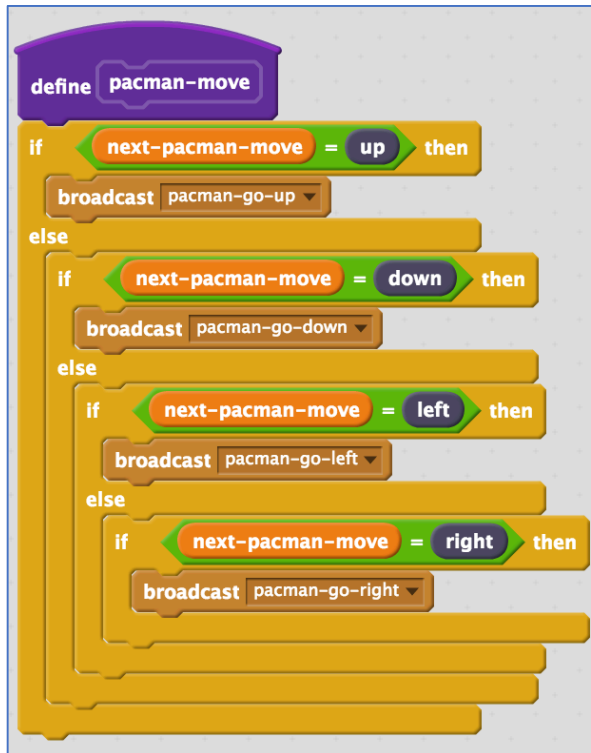 define pacman-move
if next-pacman-move = up then
broadcast pacman-go-up
else
if next-pacman-move = down then
broadcast pacman-go-down
else
if next-pacman-move = left then
broadcast pacman-go-left
else
if next-pacman-move = right then
broadcast pacman-go-right